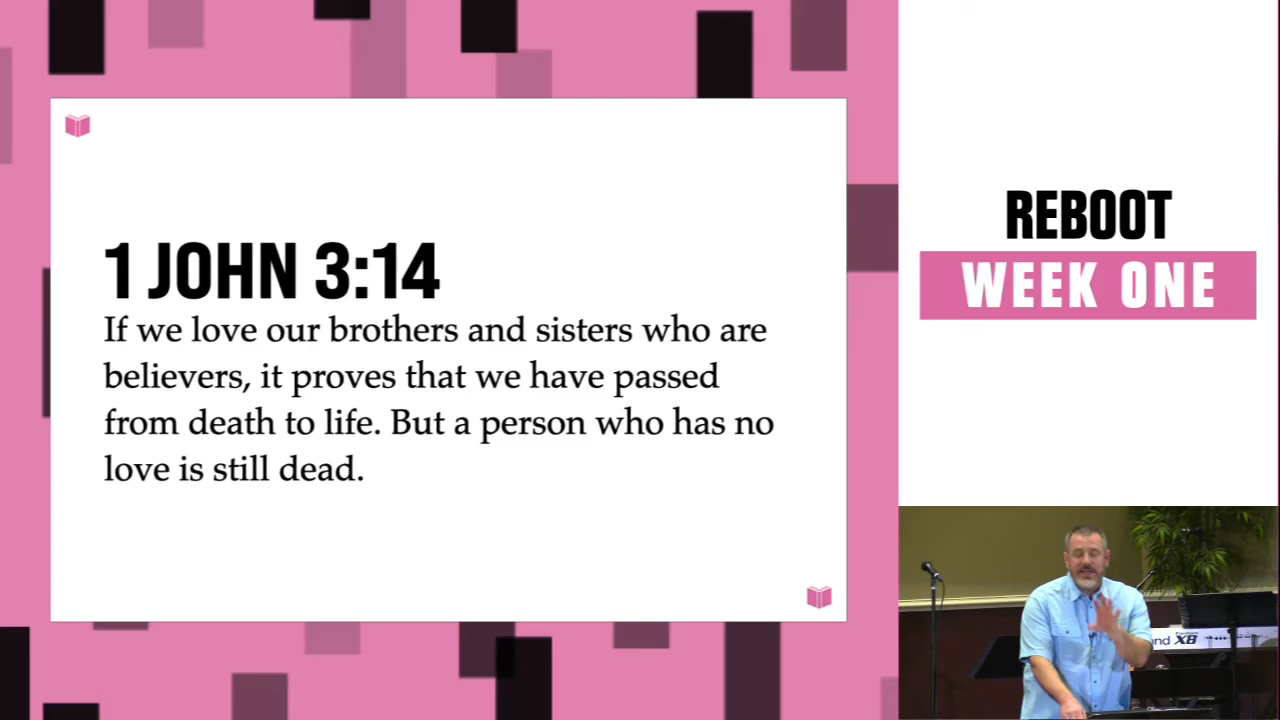 1 JOHN 3:14
If we love our brothers and sisters who are
believers, it proves that we have passed
from death to life. But a person who has no
love is still dead.
REBOOT
WEEK ONE
X8